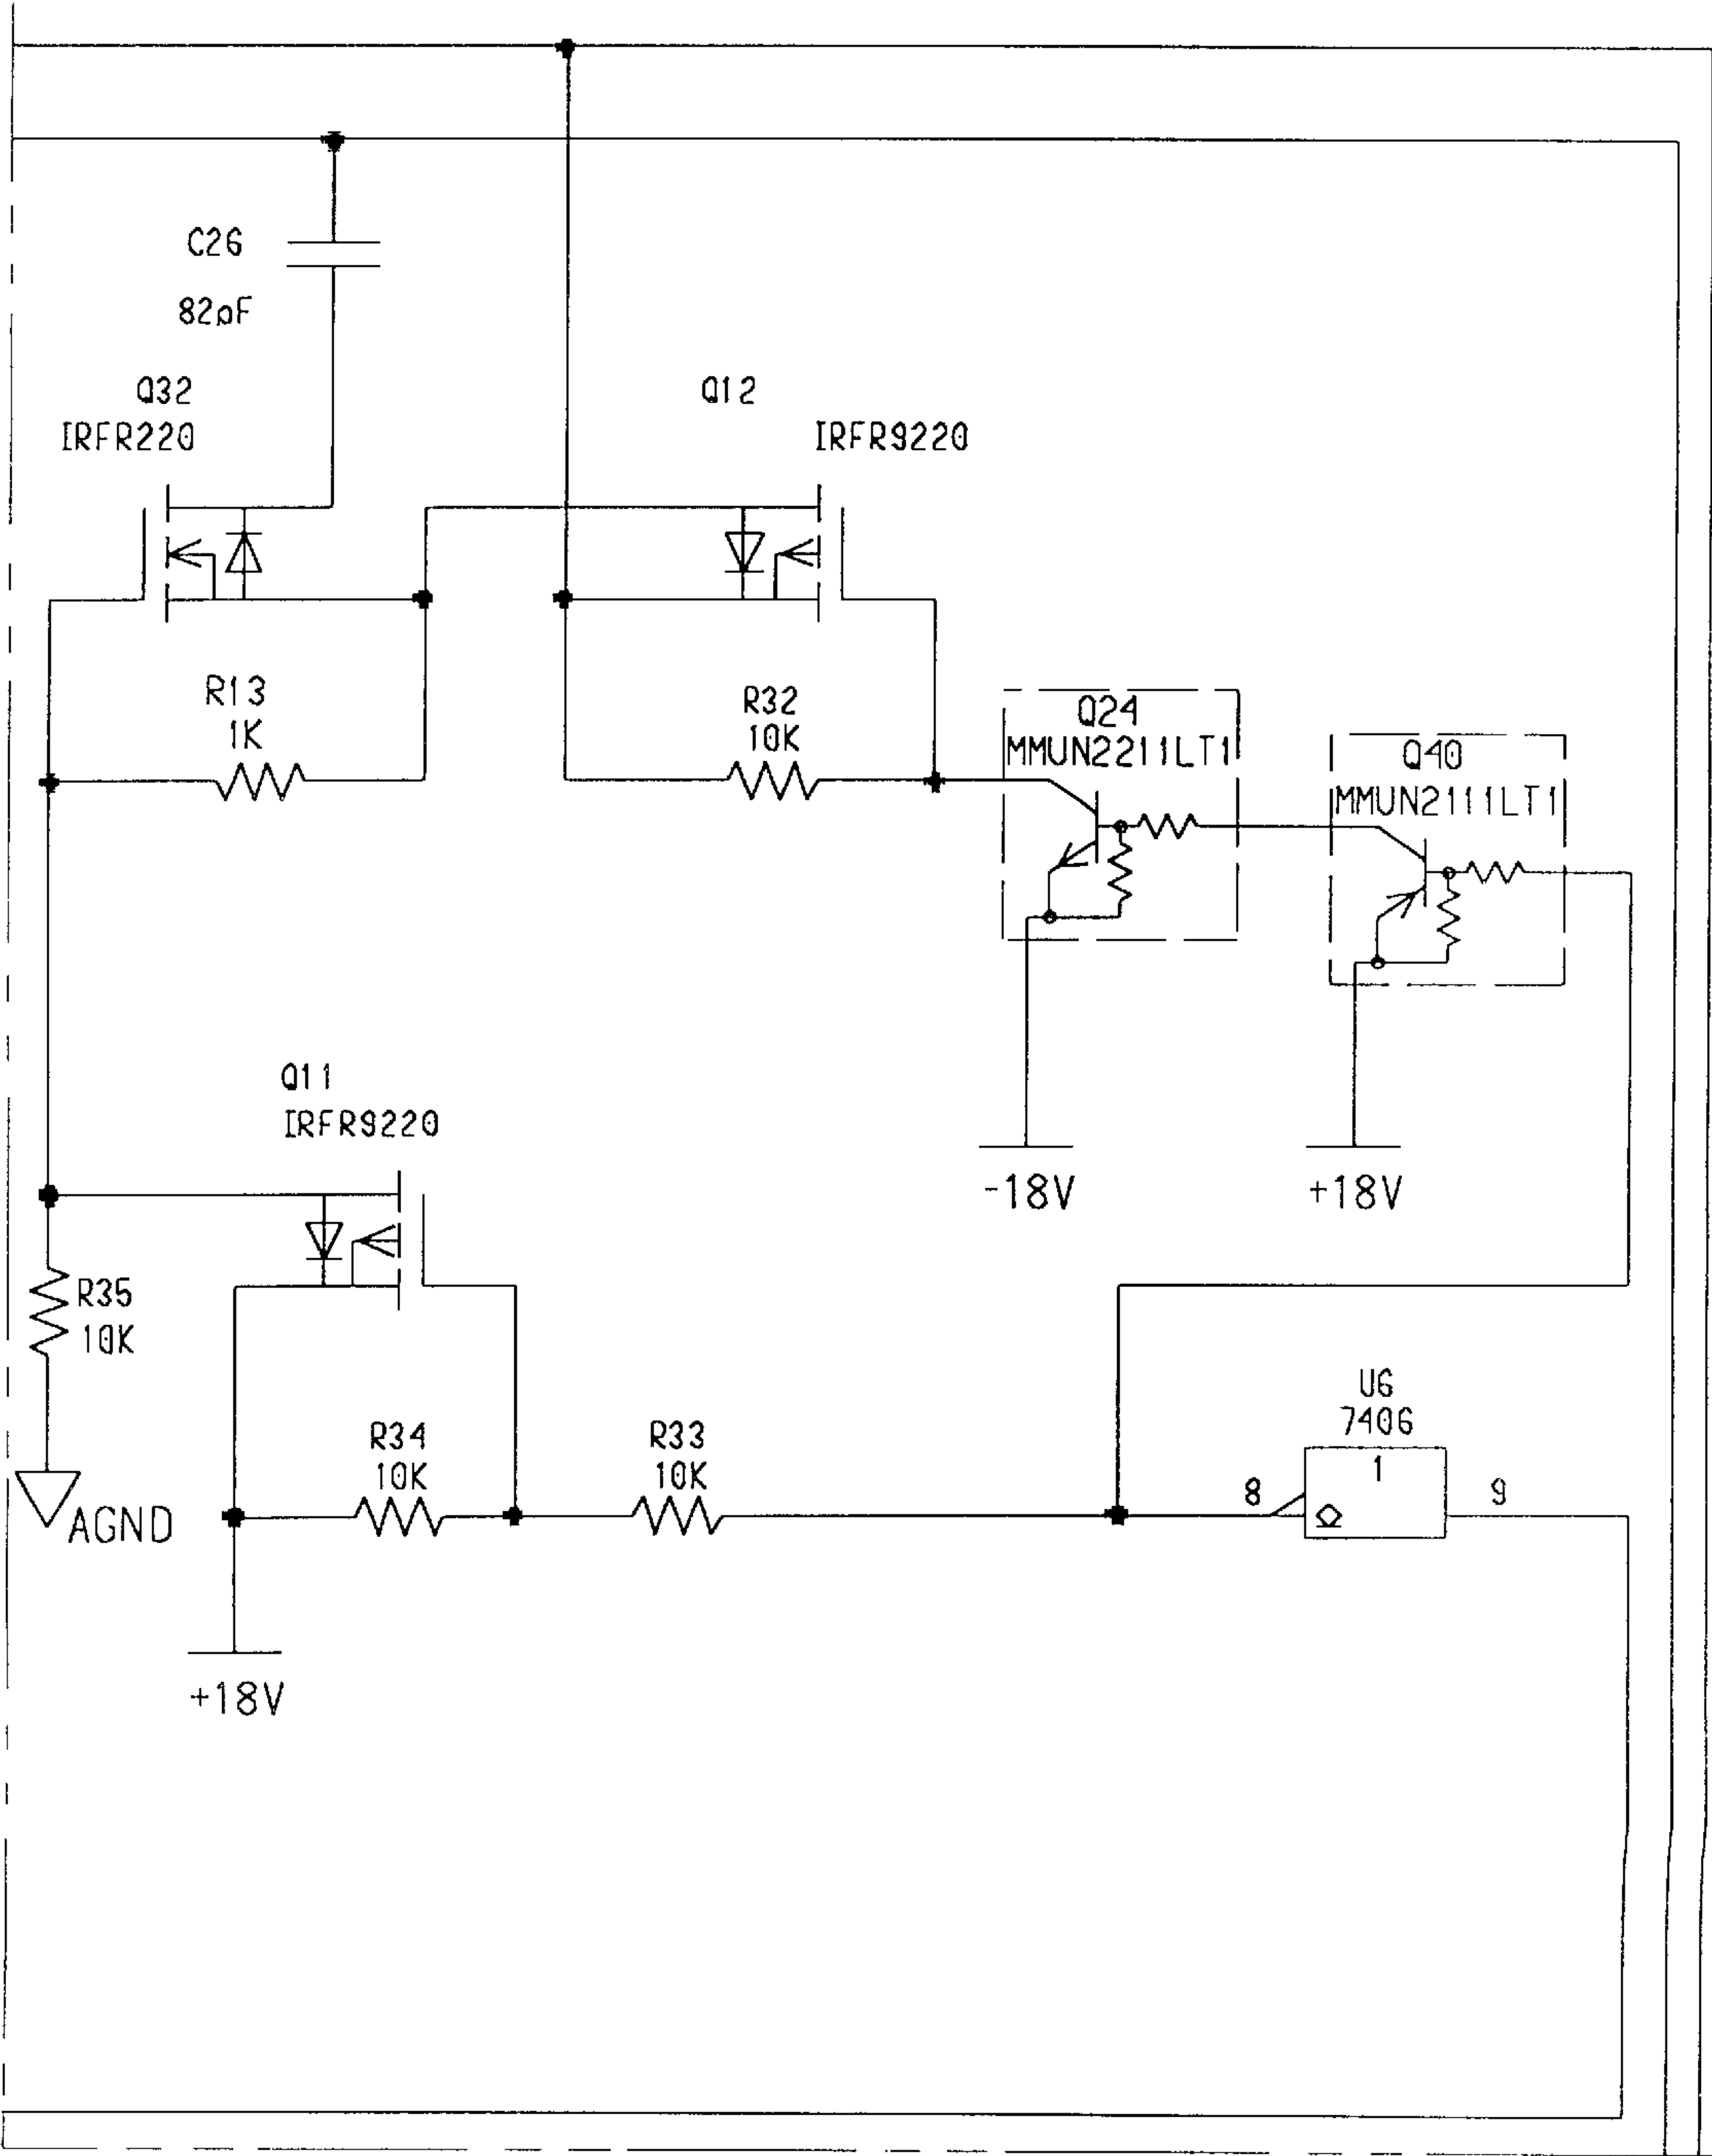 C26
82pF
Q32
IRFR220
Q12
IRFR9220
R13
1K
R32
10K
Q24
MMUN2211LT1
Q40
MMUN2111LT1
-18V
+18V
Q11
IRFR9220
R35
10K
AGND
R34
10K
R33
10K
U6
7406
1
8
9
+18V